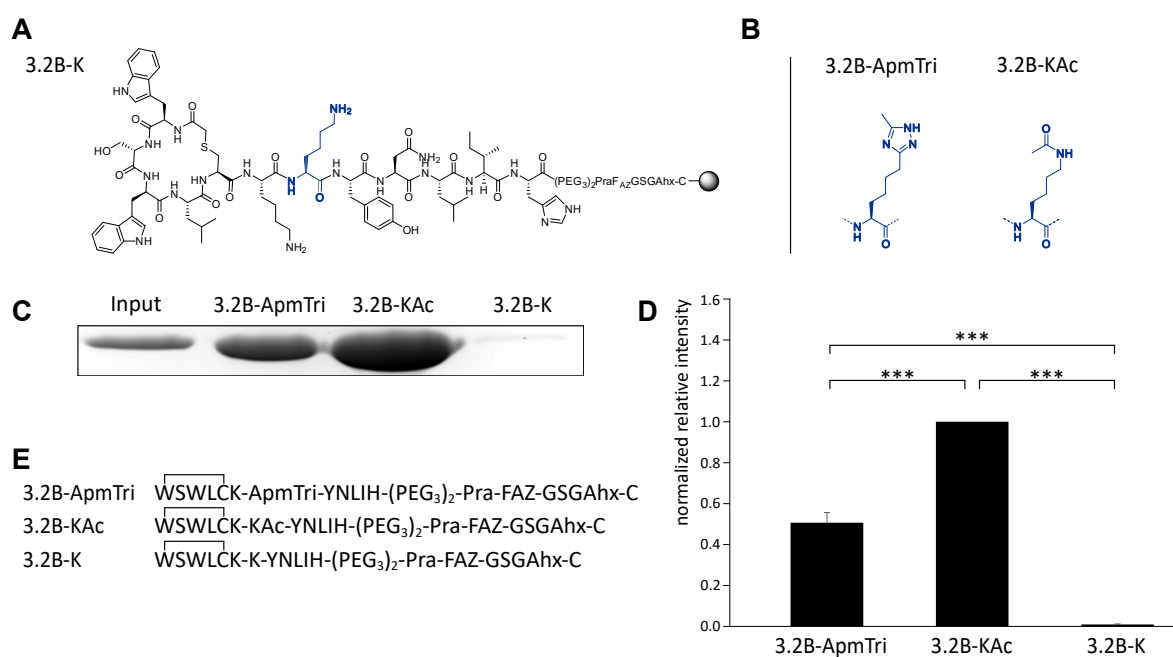 A
3.2B-K
HN
O
O
N
H
S
HO
NH
O
HN
O
NH
O
HN
O
H
N
O
NH2
N
H
O
H
N
O
OH
N
H
O
NH2
O
H
N
O
N
H
O
H
N
O
N
NH
NH2
(PEG3)2PraFAZGSGAhx-C
B
3.2B-ApmTri 3.2B-KAc
NH
N
N
N
H
O
O
NH
N
H
O
C
Input 3.2B-ApmTri 3.2B-KAc 3.2B-K
D
normalized relative intensity
1.6
1.4
1.2
1.0
0.8
0.6
0.4
0.2
0.0
***
*** ***
3.2B-ApmTri 3.2B-KAc 3.2B-K
E
3.2B-ApmTri WSWLCK-ApmTri-YNLIH-(PEG3)2-Pra-FAZ-GSGAhx-C
3.2B-KAc WSWLCK-KAc-YNLIH-(PEG3)2-Pra-FAZ-GSGAhx-C
3.2B-K WSWLCK-K-YNLIH-(PEG3)2-Pra-FAZ-GSGAhx-C